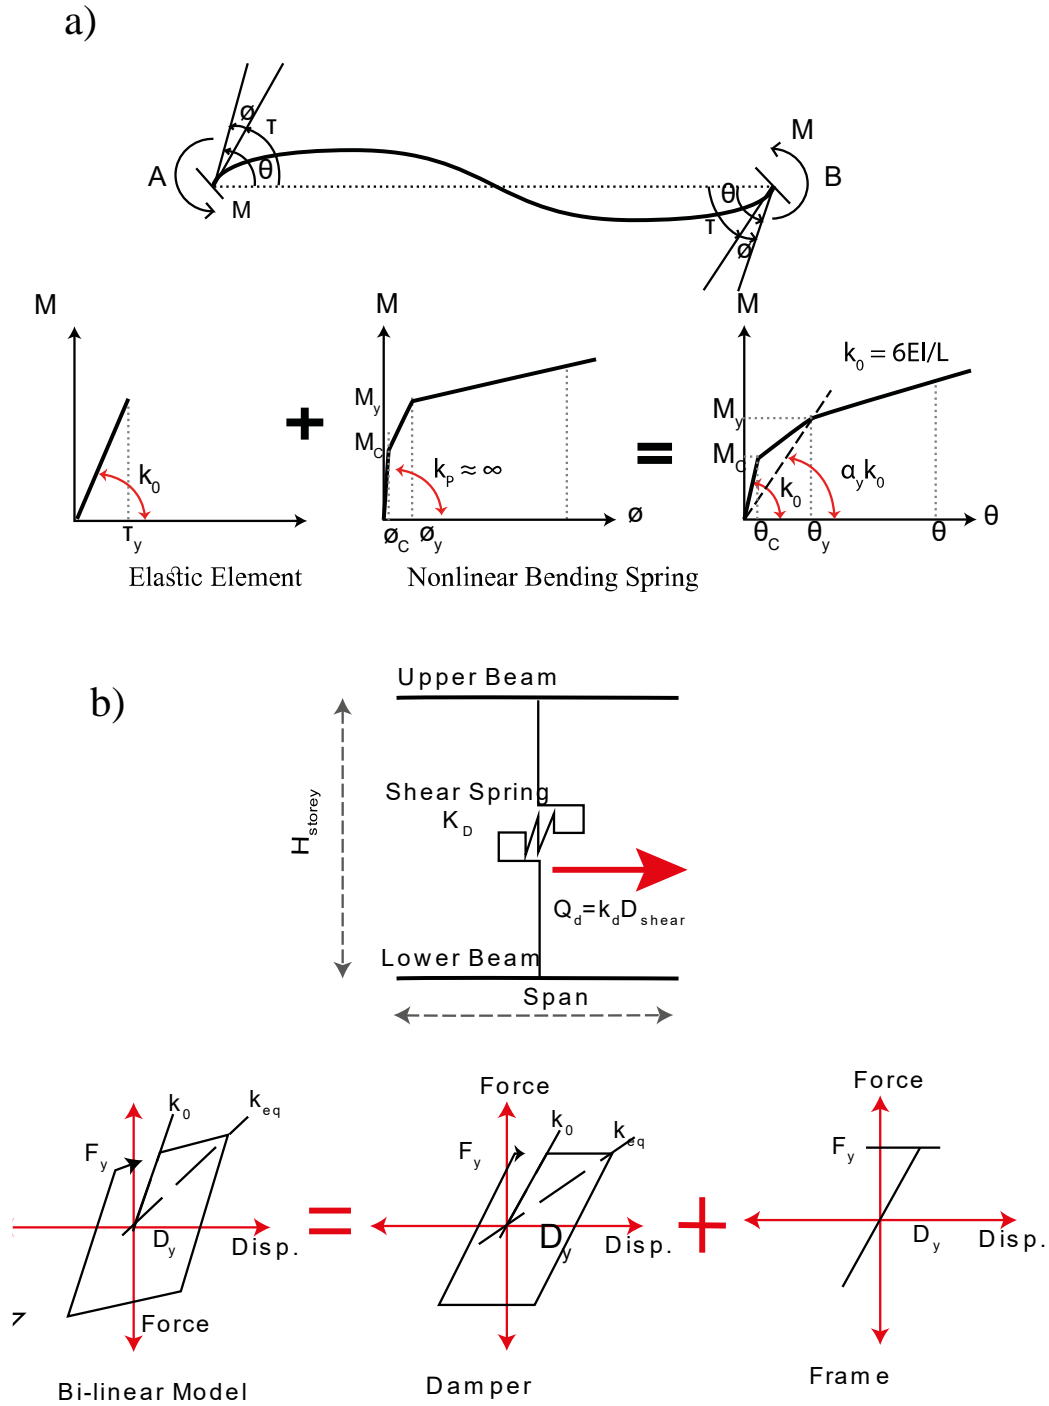 a)
ø
τ
θ
A
M
M
B
θ
τ
ø
M
M
M
k₀
τy
My
MC
kP ≈ ∞
øC
øy
ø
k₀ = 6EI/L
My
MC
k₀
αyk₀
θC
θy
θ
θ
Elastic Element
Nonlinear Bending Spring
b)
Upper Beam
Hstorey
Shear Spring
KD
Qd=kdDshear
Lower Beam
Span
k₀
keq
Fy
Dy
Disp.
Force
Bi-linear Model
Force
k₀
keq
Fy
Dy
Disp.
Damper
Force
Fy
Dy
Disp.
Frame